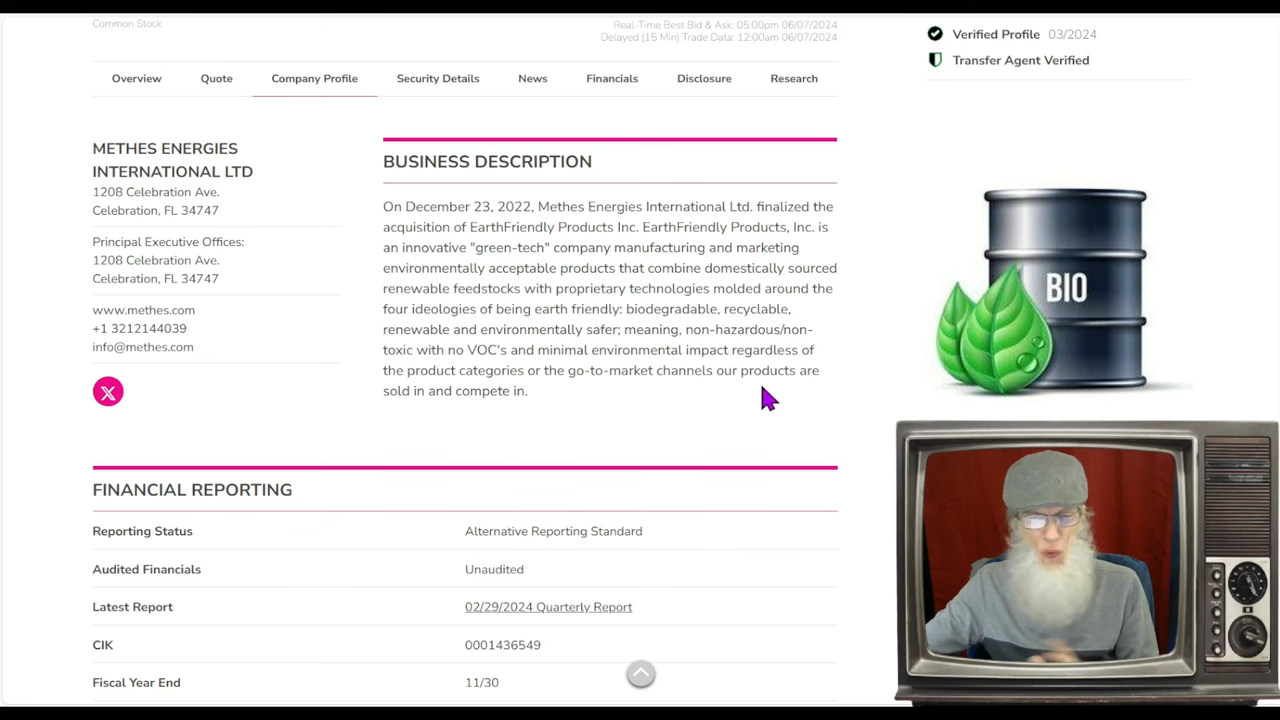 Common Stock
Real-Time Best Bid & Ask: 05:00pm 06/07/2024
Delayed (15 Min) Trade Data: 12:00am 06/07/2024
Verified Profile 03/2024
Transfer Agent Verified
Overview Quote Company Profile Security Details News Financials Disclosure Research
METHES ENERGIES
INTERNATIONAL LTD
1208 Celebration Ave.
Celebration, FL 34747
Principal Executive Offices:
1208 Celebration Ave.
Celebration, FL 34747
www.methes.com
+1 3212144039
info@methes.com
X
BUSINESS DESCRIPTION
On December 23, 2022, Methes Energies International Ltd. finalized the
acquisition of EarthFriendly Products Inc. EarthFriendly Products, Inc. is
an innovative "green-tech" company manufacturing and marketing
environmentally acceptable products that combine domestically sourced
renewable feedstocks with proprietary technologies molded around the
four ideologies of being earth friendly: biodegradable, recyclable,
renewable and environmentally safer; meaning, non-hazardous/non-
toxic with no VOC's and minimal environmental impact regardless of
the product categories or the go-to-market channels our products are
sold in and compete in.
BIO
FINANCIAL REPORTING
Reporting Status Alternative Reporting Standard
Audited Financials Unaudited
Latest Report 02/29/2024 Quarterly Report
CIK 0001436549
Fiscal Year End 11/30